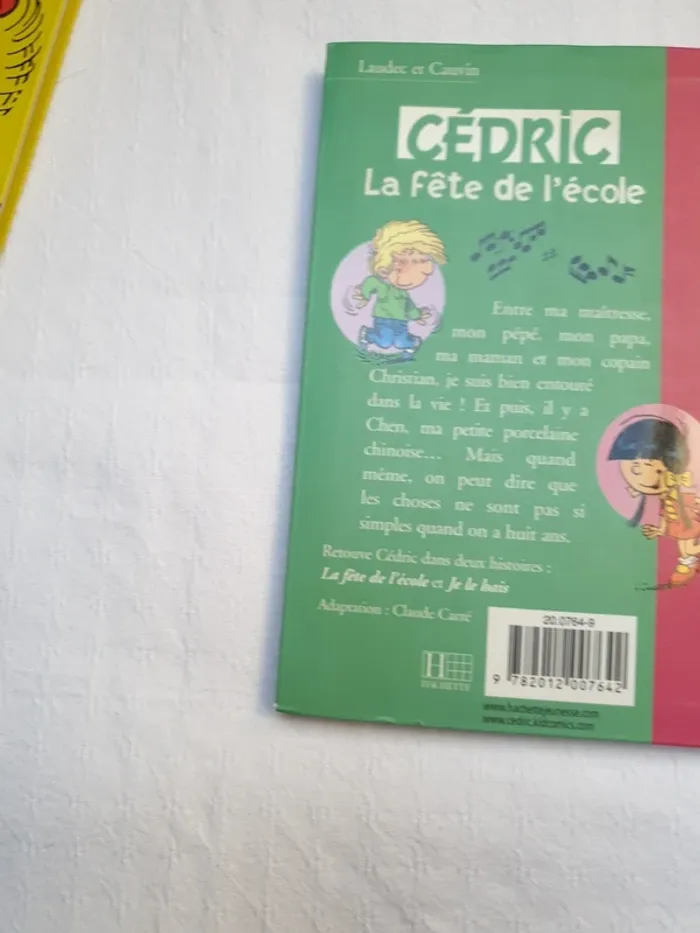 Laudec et Cauvin
CÉDRIC
La fête de l'école
Entre ma maîtresse,
mon pépé, mon papa,
ma maman et mon copain
Christian, je suis bien entouré
dans la vie ! Et puis, il y a
Chen, ma petite porcelaine
chinoise... Mais quand
même, on peut dire que
les choses ne sont pas si
simples quand on a huit ans.
Retouve Cédric dans deux histoires :
La fête de l'école et Je le hais
Adaptation : Claude Carré
20.0764-9
H
HACHETTE
9 782012 007642
www.hachettejeunesse.com
www.cedric.kidcomics.com